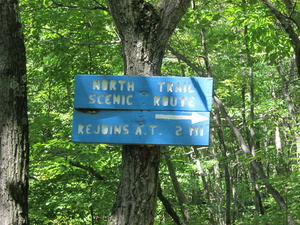 NORTH TRAIL
SCENIC ROUTE
REJOINS A.T. 2 MI